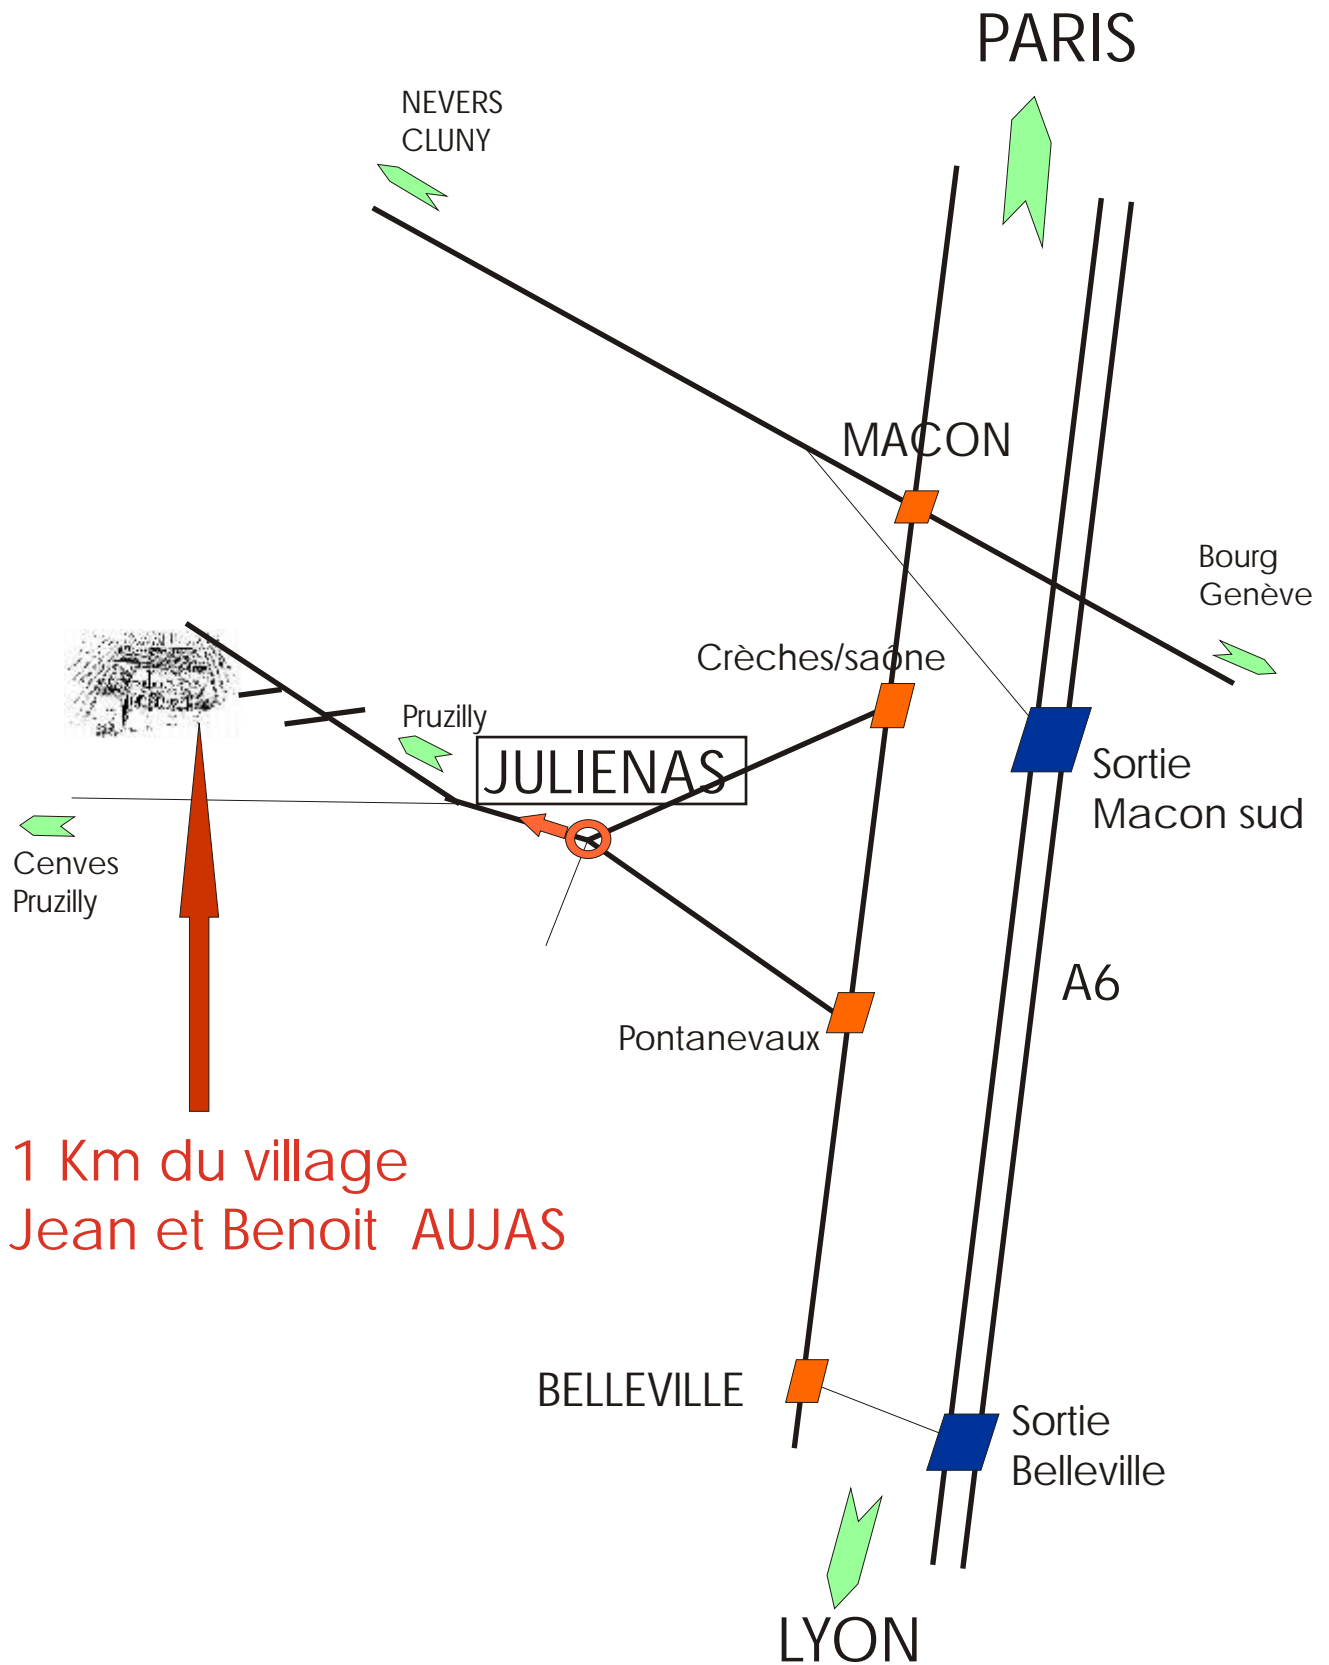 PARIS
NEVERS
CLUNY
MACON
Bourg
Genève
Crèches/saône
Pruzilly
JULIENAS
Sortie
Macon sud
Cenves
Pruzilly
A6
Pontanevaux
1 Km du village
Jean et Benoit AUJAS
BELLEVILLE
Sortie
Belleville
LYON